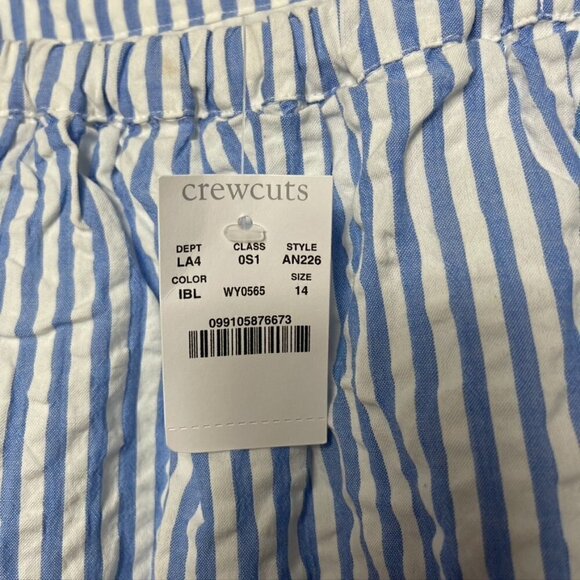 crewcuts
DEPT CLASS STYLE
LA4 0S1 AN226
COLOR SIZE
IBL WY0565 14
099105876673